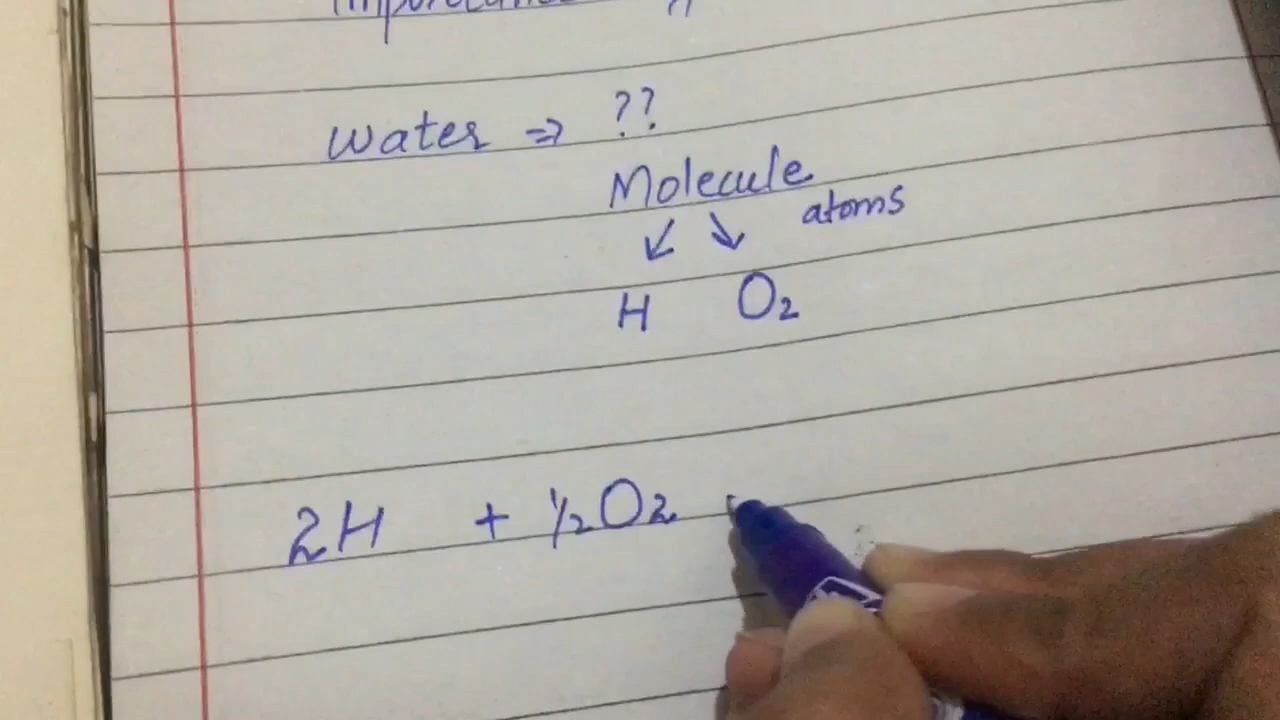 Water ⇒ ??
Molecule
↙ ↘ atoms
H O₂
2H + ½O₂